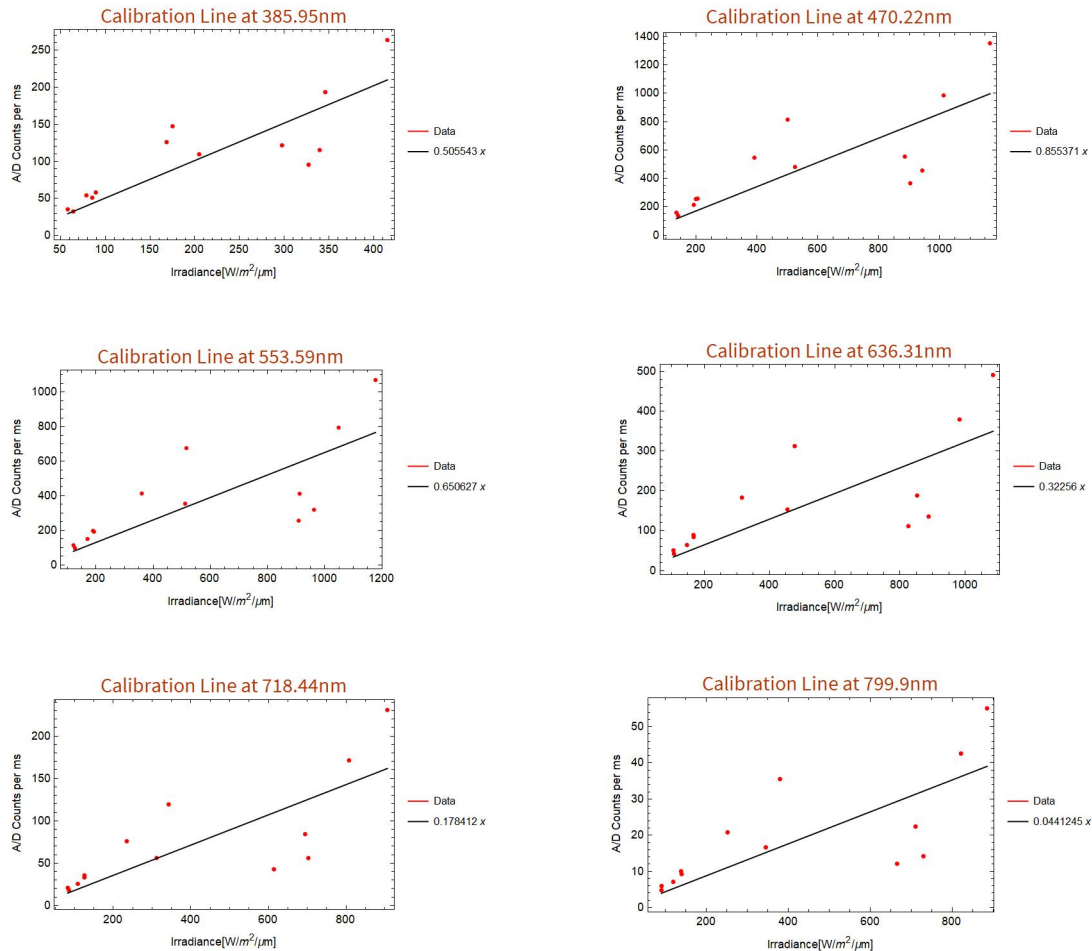 Calibration Line at 385.95nm
A/D Counts per ms
250
200
150
100
50
0
50 100 150 200 250 300 350 400
Irradiance[W/m²/μm]
Data
0.505543 x
Calibration Line at 470.22nm
A/D Counts per ms
1400
1200
1000
800
600
400
200
0
200 400 600 800 1000
Irradiance[W/m²/μm]
Data
0.855371 x
Calibration Line at 553.59nm
A/D Counts per ms
1000
800
600
400
200
0
200 400 600 800 1000 1200
Irradiance[W/m²/μm]
Data
0.650627 x
Calibration Line at 636.31nm
A/D Counts per ms
500
400
300
200
100
0
200 400 600 800 1000
Irradiance[W/m²/μm]
Data
0.32256 x
Calibration Line at 718.44nm
A/D Counts per ms
200
150
100
50
0
200 400 600 800
Irradiance[W/m²/μm]
Data
0.178412 x
Calibration Line at 799.9nm
A/D Counts per ms
50
40
30
20
10
0
200 400 600 800
Irradiance[W/m²/μm]
Data
0.0441245 x